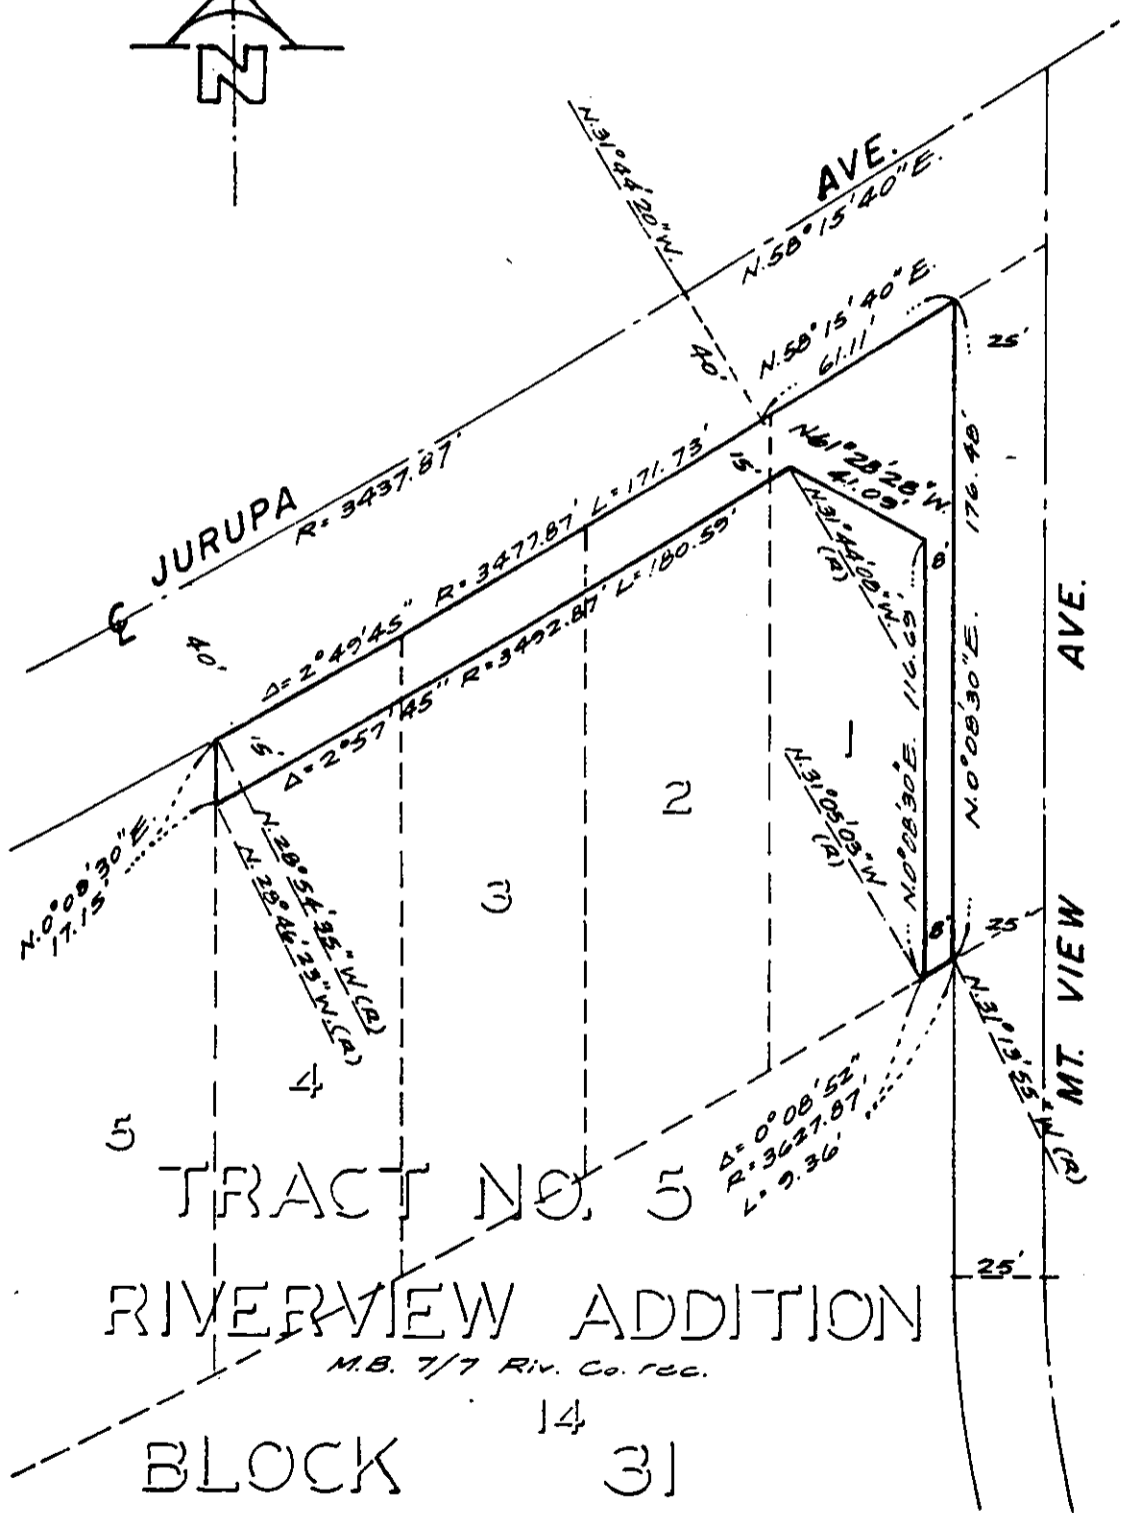 N
N.31°44'20"W.
AVE.
N.58°15'40"E.
N.58°15'40"E.
61.11'
25'
40'
JURUPA
R=3437.87'
℄
40'
Δ=2°49'45" R=3477.87' L=171.73'
15'
N61°28'28"W.
41.09'
176.48'
8'
N.31°44'08"W.
(R)
Δ=2°57'45" R=3492.87' L=180.59'
N.0°08'30"E. 116.69'
N.0°08'30"E.
AVE.
MT. VIEW
1
2
3
N.31°05'03"W
(R)
N.0°08'30"E.
17.15'
N.28°54'35"W.(R)
N.28°46'23"W.(R)
8'
25'
N.31°13'55"W.(R)
4
5
Δ=0°08'52"
R=3627.87'
L=9.36'
TRACT NO. 5
25'
RIVERVIEW ADDITION
M.B. 7/7 Riv. Co. rec.
14
BLOCK 31